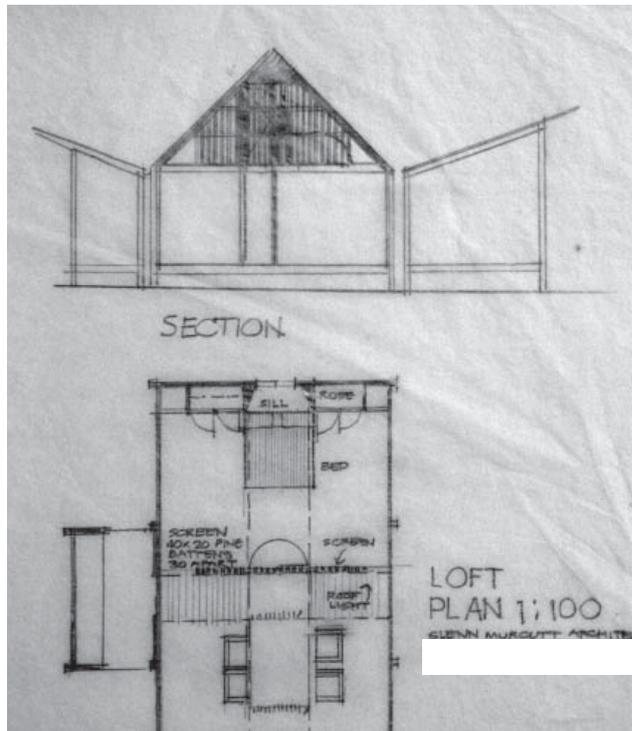 SECTION
SILL
ROBE
BED
SCREEN
40x20 PINE
BATTENS
30 APART
SCREEN
ROOF
LIGHT
LOFT
PLAN 1:100
GLENN MURCUTT ARCHITE